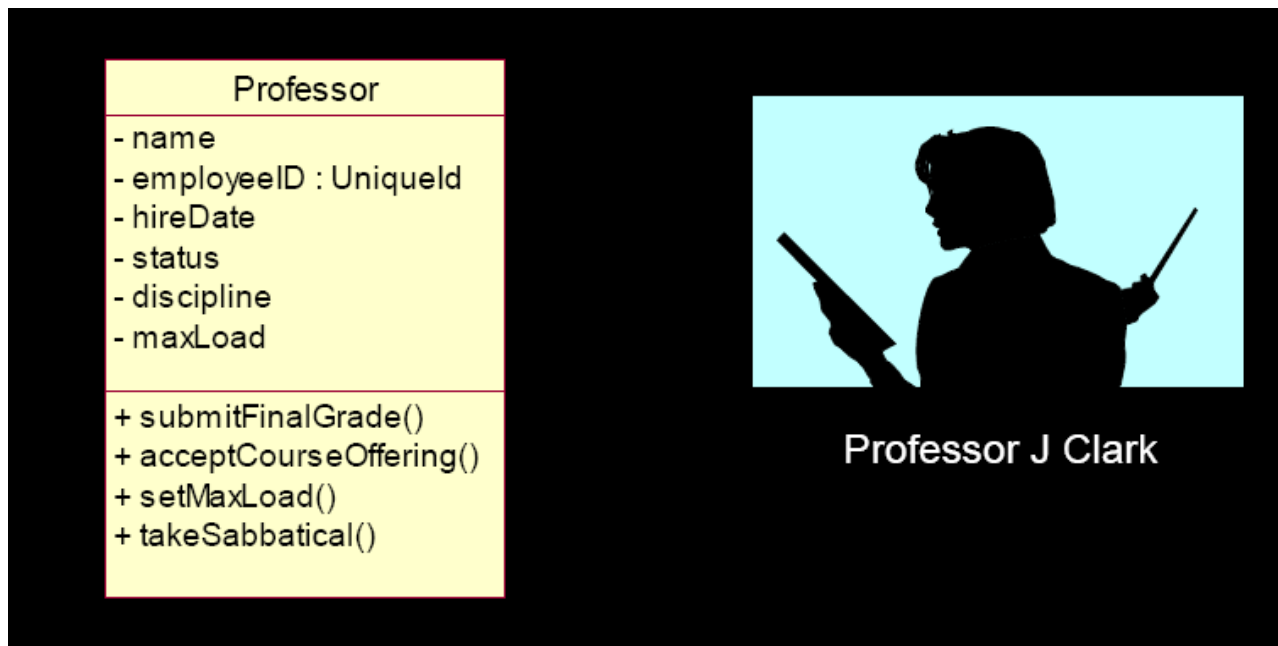 Professor
- name
- employeeID : UniqueId
- hireDate
- status
- discipline
- maxLoad
+ submitFinalGrade()
+ acceptCourseOffering()
+ setMaxLoad()
+ takeSabbatical()
Professor J Clark